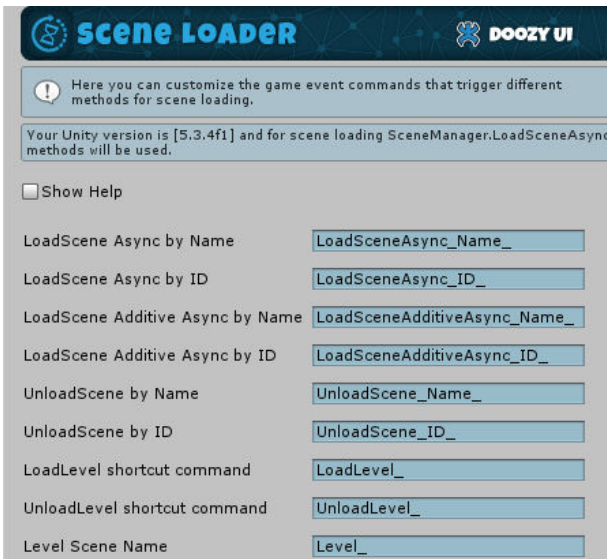 SCENE LOADER
DOOZY UI
Here you can customize the game event commands that trigger different
methods for scene loading.
Your Unity version is [5.3.4f1] and for scene loading SceneManager.LoadSceneAsync
methods will be used.
Show Help
LoadScene Async by Name LoadSceneAsync_Name_
LoadScene Async by ID LoadSceneAsync_ID_
LoadScene Additive Async by Name LoadSceneAdditiveAsync_Name_
LoadScene Additive Async by ID LoadSceneAdditiveAsync_ID_
UnloadScene by Name UnloadScene_Name_
UnloadScene by ID UnloadScene_ID_
LoadLevel shortcut command LoadLevel_
UnloadLevel shortcut command UnloadLevel_
Level Scene Name Level_